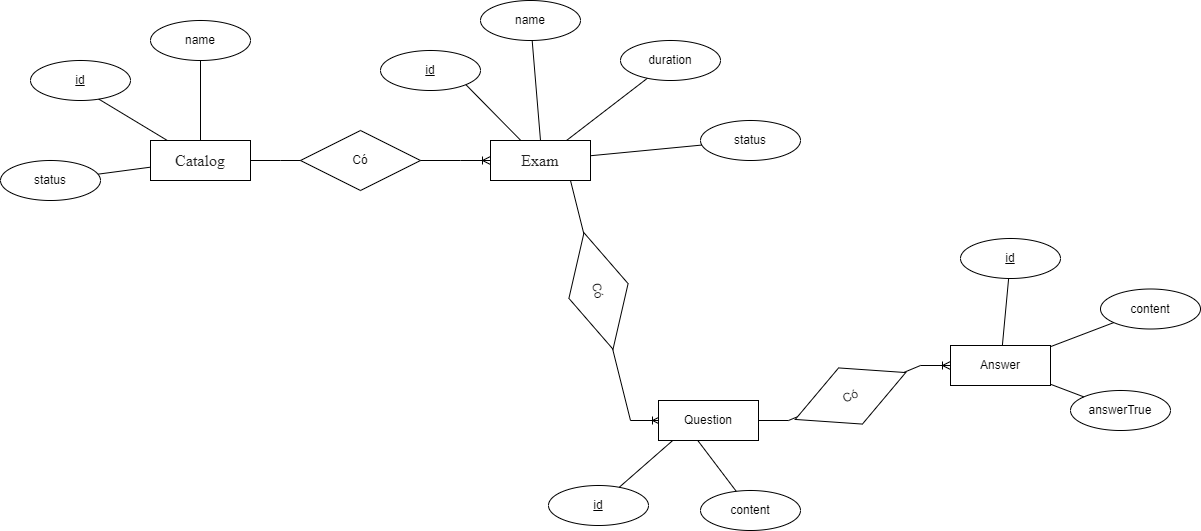 name
name
id
id
duration
status
Catalog
Có
Exam
status
id
Có
content
Answer
Có
answerTrue
Question
id
content